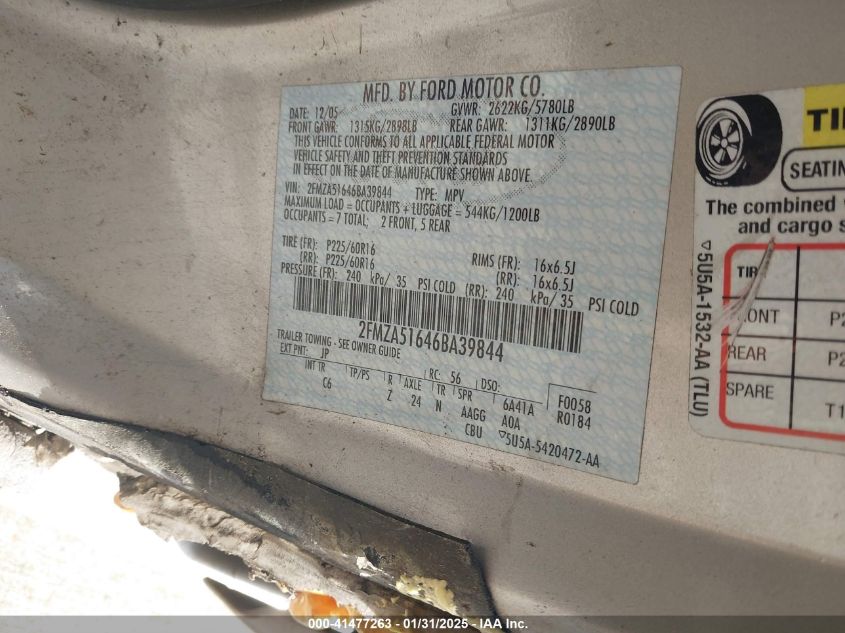 MFD. BY FORD MOTOR CO.
DATE: 12/05 GVWR: 2622KG/5780LB
FRONT GAWR: 1315KG/2898LB REAR GAWR: 1311KG/2890LB
THIS VEHICLE CONFORMS TO ALL APPLICABLE FEDERAL MOTOR
VEHICLE SAFETY AND THEFT PREVENTION STANDARDS
IN EFFECT ON THE DATE OF MANUFACTURE SHOWN ABOVE.
VIN: 2FMZA51646BA39844 TYPE: MPV
MAXIMUM LOAD = OCCUPANTS + LUGGAGE = 544KG/1200LB
OCCUPANTS = 7 TOTAL; 2 FRONT, 5 REAR
TIRE (FR): P225/60R16 RIMS (FR): 16x6.5J
(RR): P225/60R16 (RR): 16x6.5J
PRESSURE (FR): 240 kPa/ 35 PSI COLD (RR): 240 kPa/ 35 PSI COLD
2FMZA51646BA39844
TRAILER TOWING - SEE OWNER GUIDE
EXT PNT: JP RC: 56 DSO:
INT TR TP/PS R AXLE TR SPR 6A41A F0058
C6 Z 24 N AAGG A0A R0184
CBU ▽5U5A-5420472-AA
TI
SEATIN
The combined
and cargo s
TIR
FRONT P2
REAR P2
SPARE T1
▽5U5A-1532-AA (TLU)
00-41477263 - 01/31/2025 - IAA Inc.